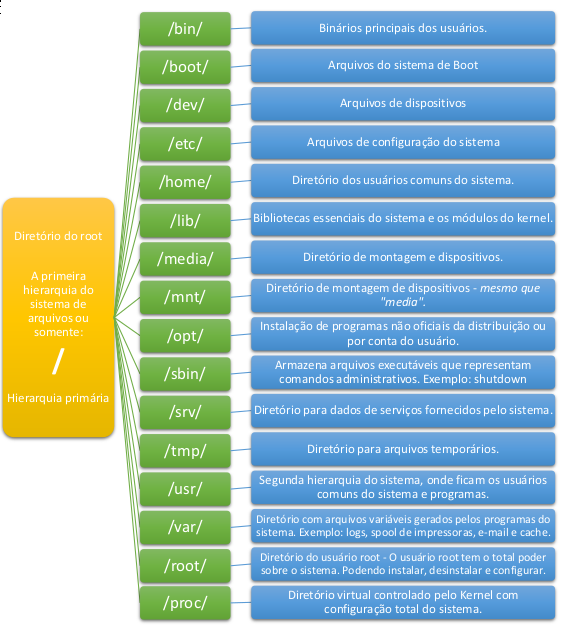 Diretório do root
A primeira
hierarquia do
sistema de
arquivos ou
somente:
/
Hierarquia primária
/bin/
Binários principais dos usuários.
/boot/
Arquivos do sistema de Boot
/dev/
Arquivos de dispositivos
/etc/
Arquivos de configuração do sistema
/home/
Diretório dos usuários comuns do sistema.
/lib/
Bibliotecas essenciais do sistema e os módulos do kernel.
/media/
Diretório de montagem e dispositivos.
/mnt/
Diretório de montagem de dispositivos - mesmo que
"media".
/opt/
Instalação de programas não oficiais da distribuição ou
por conta do usuário.
/sbin/
Armazena arquivos executáveis que representam
comandos administrativos. Exemplo: shutdown
/srv/
Diretório para dados de serviços fornecidos pelo sistema.
/tmp/
Diretório para arquivos temporários.
/usr/
Segunda hierarquia do sistema, onde ficam os usuários
comuns do sistema e programas.
/var/
Diretório com arquivos variáveis gerados pelos programas do
sistema. Exemplo: logs, spool de impressoras, e-mail e cache.
/root/
Diretório do usuário root - O usuário root tem o total poder
sobre o sistema. Podendo instalar, desinstalar e configurar.
/proc/
Diretório virtual controlado pelo Kernel com
configuração total do sistema.